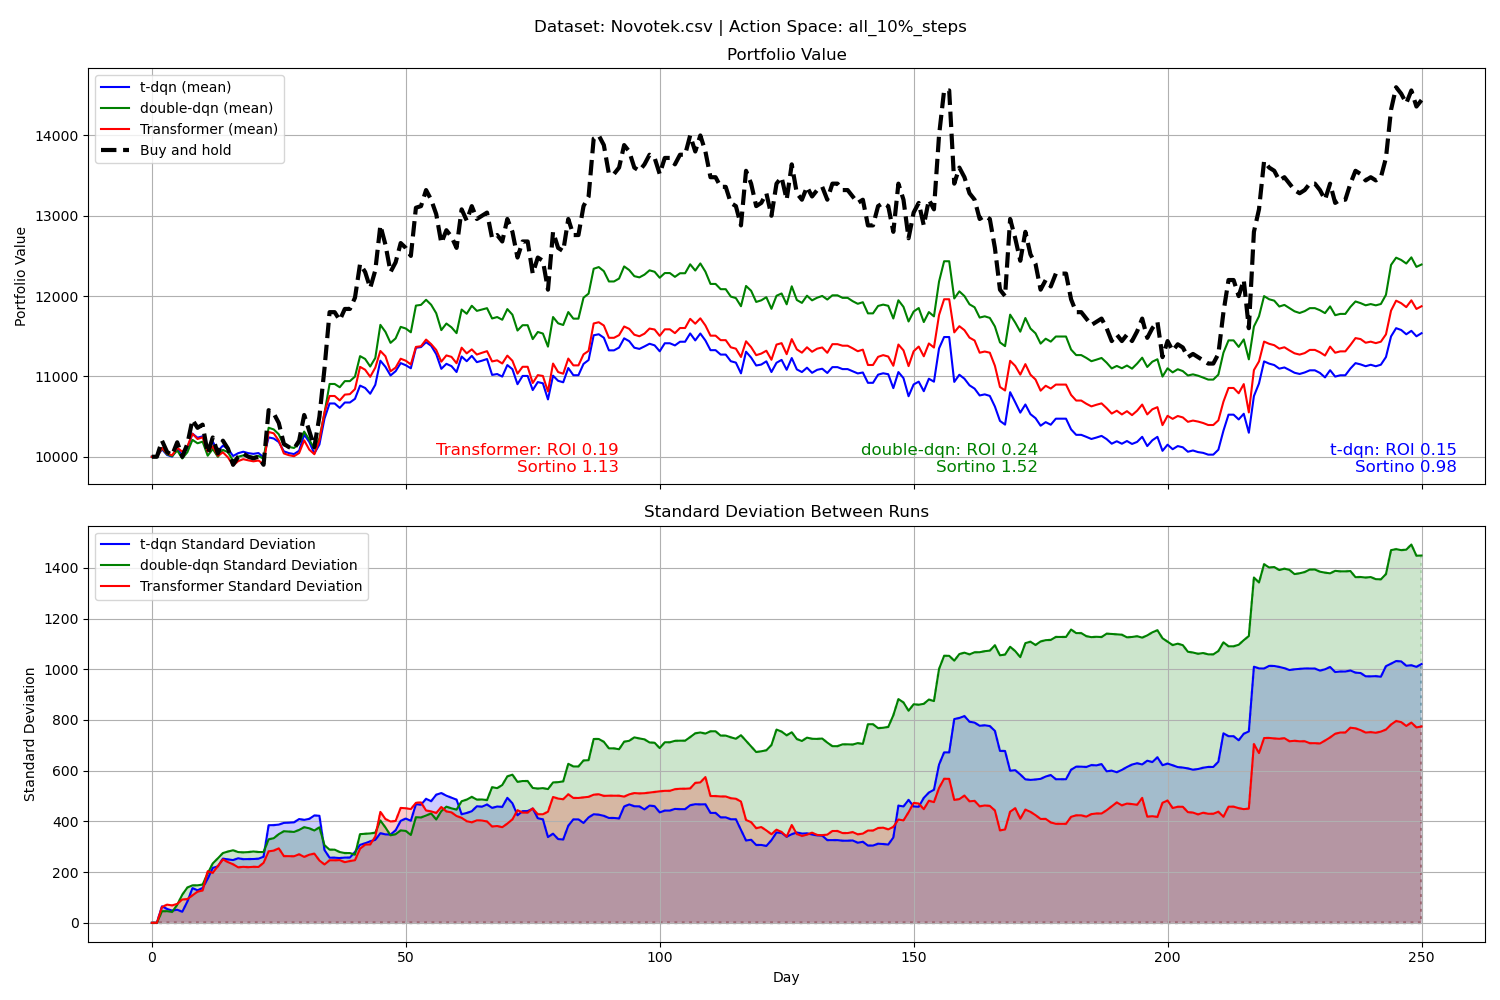 Dataset: Novotek.csv | Action Space: all_10%_steps
Portfolio Value
t-dqn (mean)
double-dqn (mean)
Transformer (mean)
Buy and hold
Portfolio Value
14000
13000
12000
11000
10000
Transformer: ROI 0.19
Sortino 1.13
double-dqn: ROI 0.24
Sortino 1.52
t-dqn: ROI 0.15
Sortino 0.98
Standard Deviation Between Runs
t-dqn Standard Deviation
double-dqn Standard Deviation
Transformer Standard Deviation
Standard Deviation
1400
1200
1000
800
600
400
200
0
0
50
100
150
200
250
Day